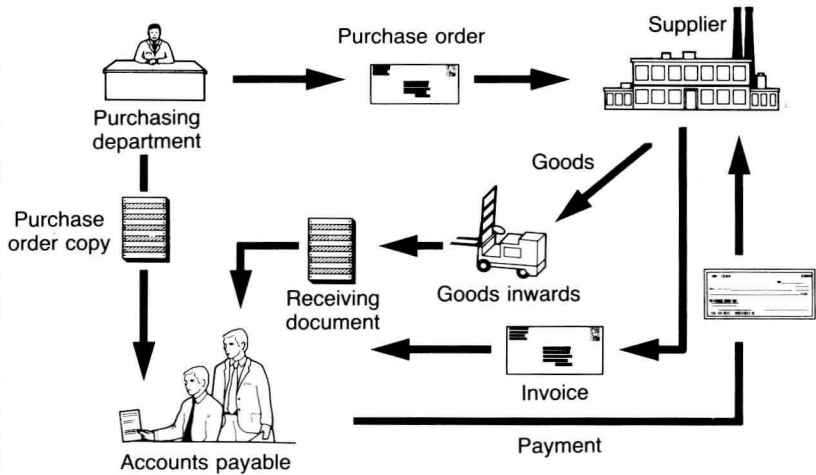 Purchase order
Supplier
Purchasing
department
Goods
Purchase
order copy
Receiving
document
Goods inwards
Invoice
Payment
Accounts payable